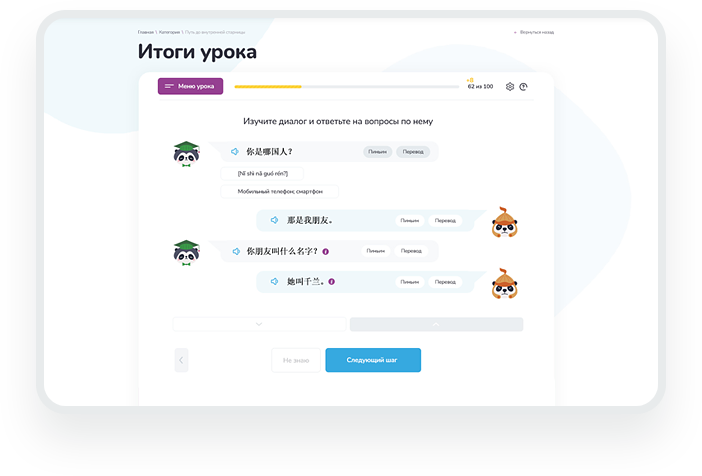 Главная \ Категория \ Путь до внутренней страницы
Вернуться назад
Итоги урока
Меню урока
+8
62 из 100
Изучите диалог и ответьте на вопросы по нему
你是哪国人？
Пиньин
Перевод
[Nǐ shì nǎ guó rén?]
Мобильный телефон; смартфон
那是我朋友。
Пиньин
Перевод
你朋友叫什么名字？
Пиньин
Перевод
她叫千兰。
Пиньин
Перевод
Не знаю
Следующий шаг